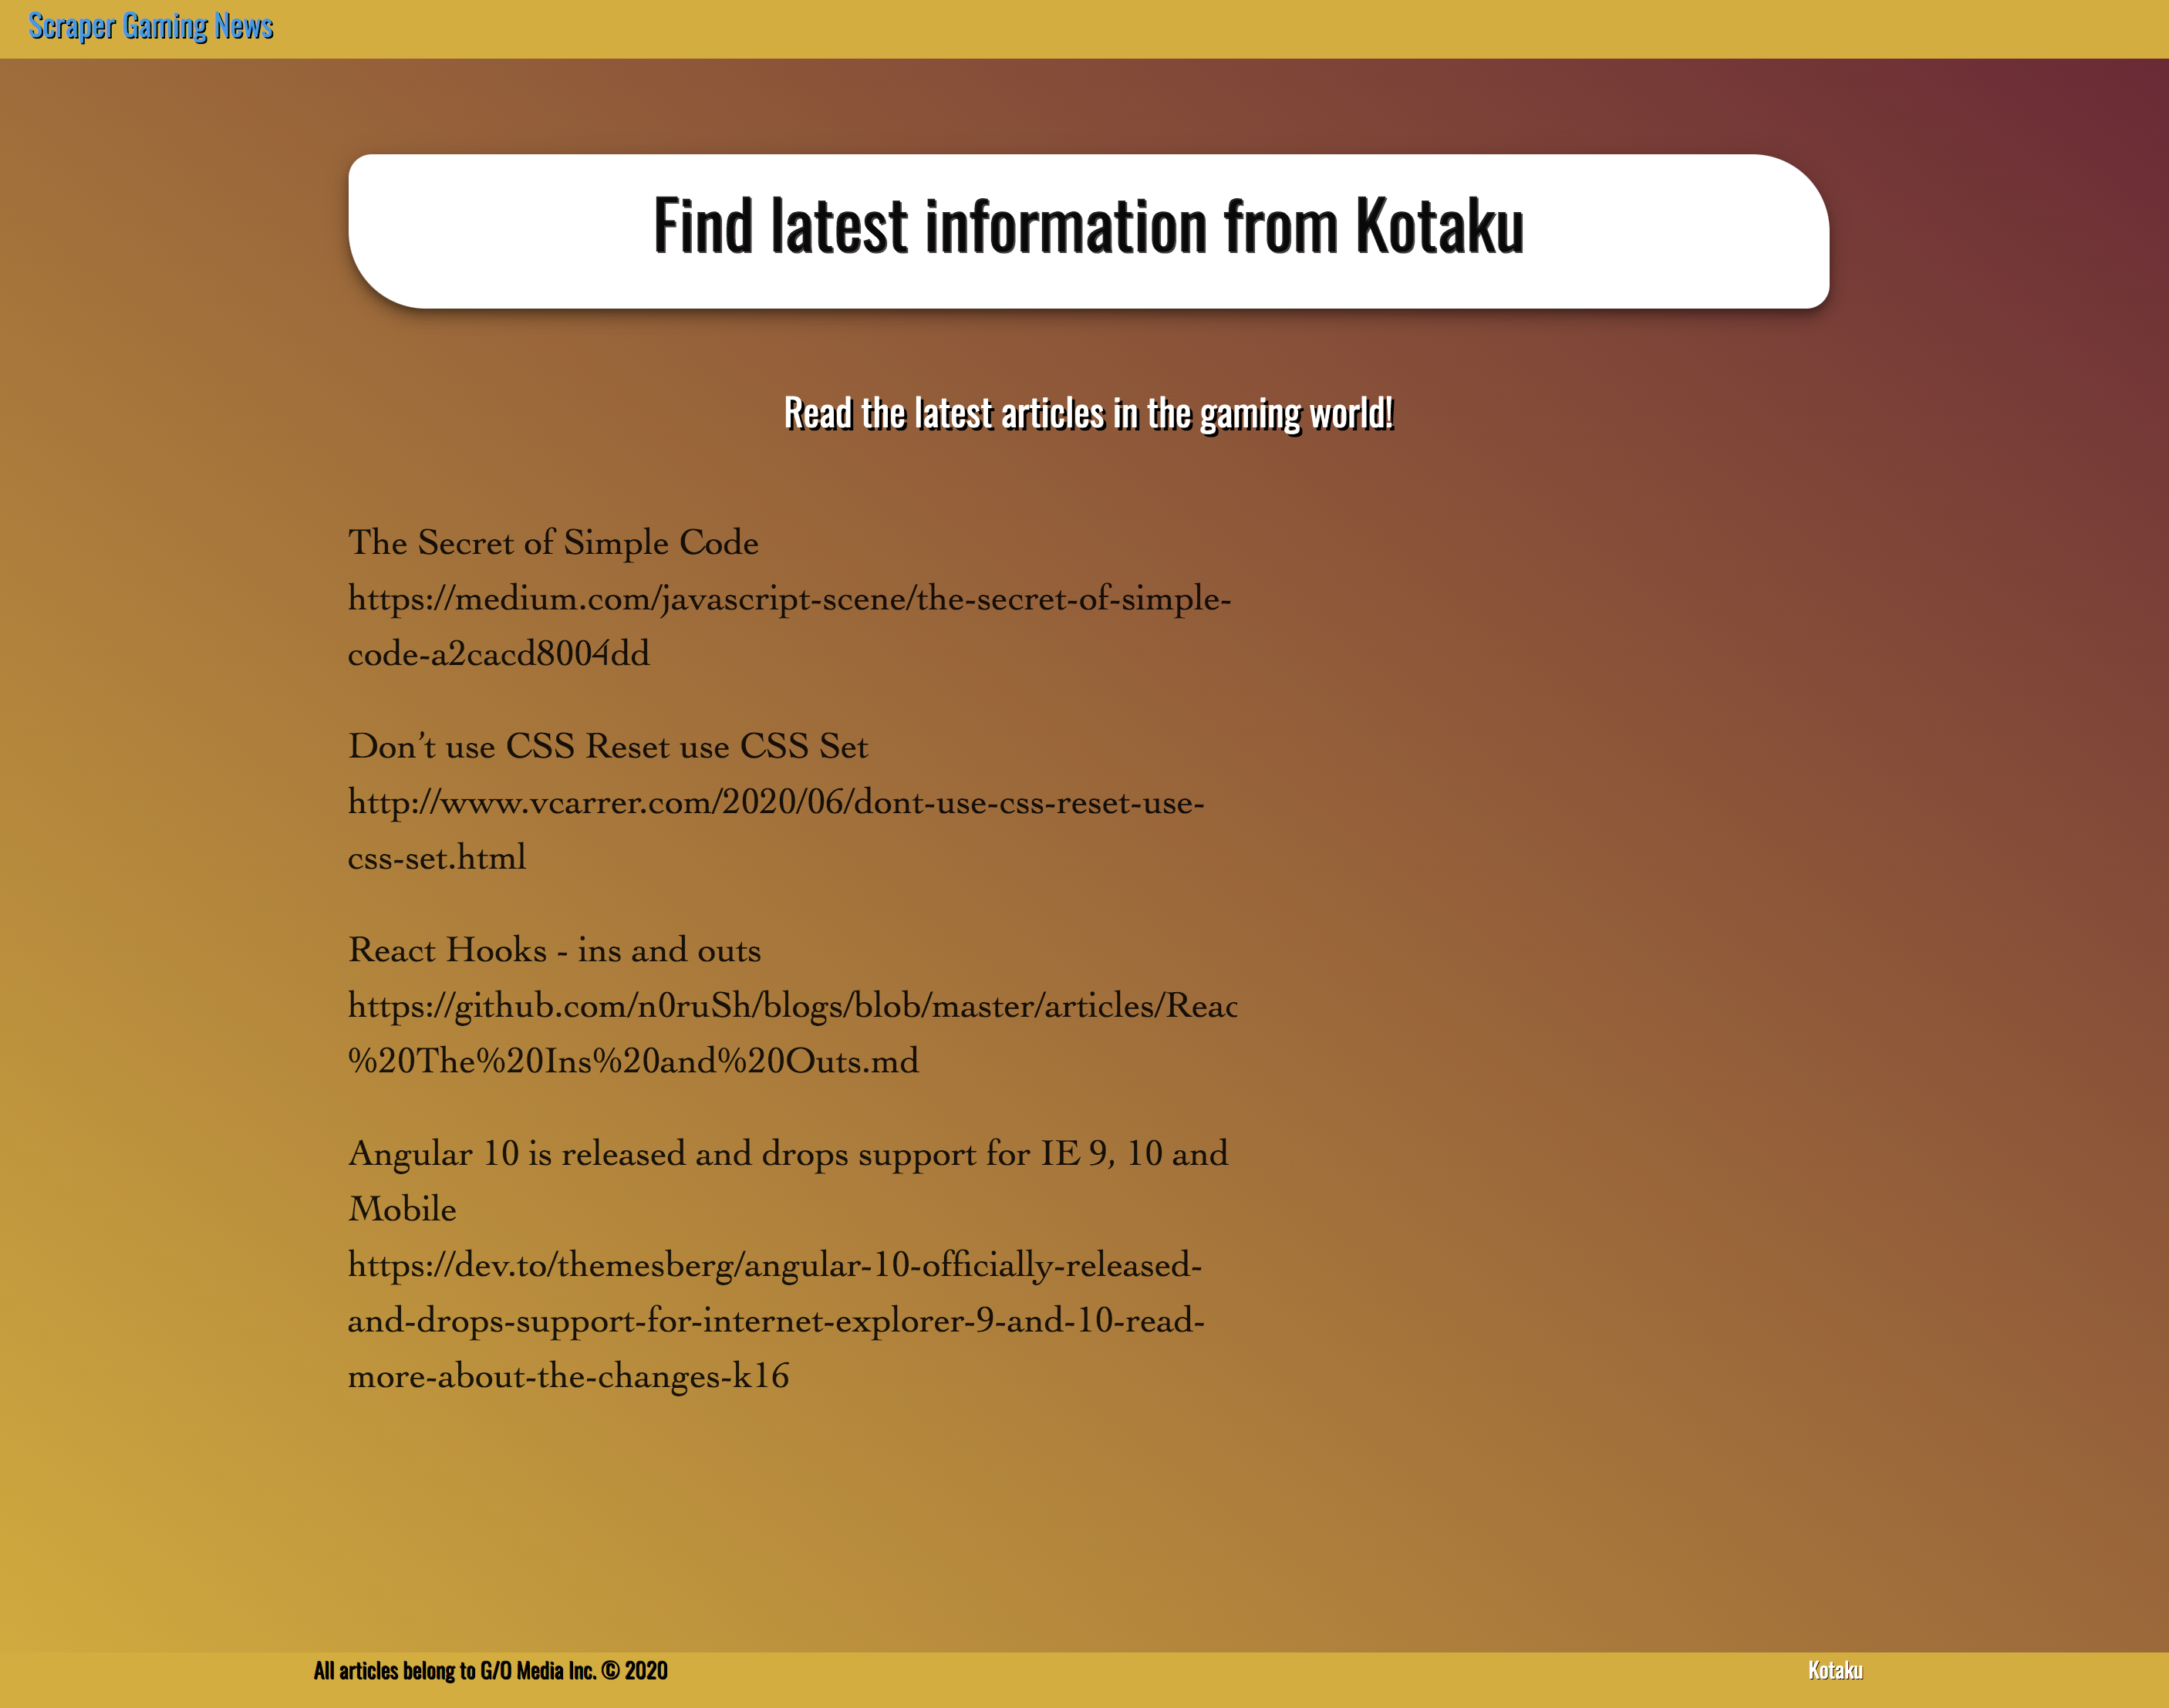 Scraper Gaming News
Find latest information from Kotaku
Read the latest articles in the gaming world!
The Secret of Simple Code
https://medium.com/javascript-scene/the-secret-of-simple-
code-a2cacd8004dd
Don’t use CSS Reset use CSS Set
http://www.vcarrer.com/2020/06/dont-use-css-reset-use-
css-set.html
React Hooks - ins and outs
https://github.com/n0ruSh/blogs/blob/master/articles/Reac
%20The%20Ins%20and%20Outs.md
Angular 10 is released and drops support for IE 9, 10 and
Mobile
https://dev.to/themesberg/angular-10-officially-released-
and-drops-support-for-internet-explorer-9-and-10-read-
more-about-the-changes-k16
All articles belong to G/O Media Inc. © 2020
Kotaku